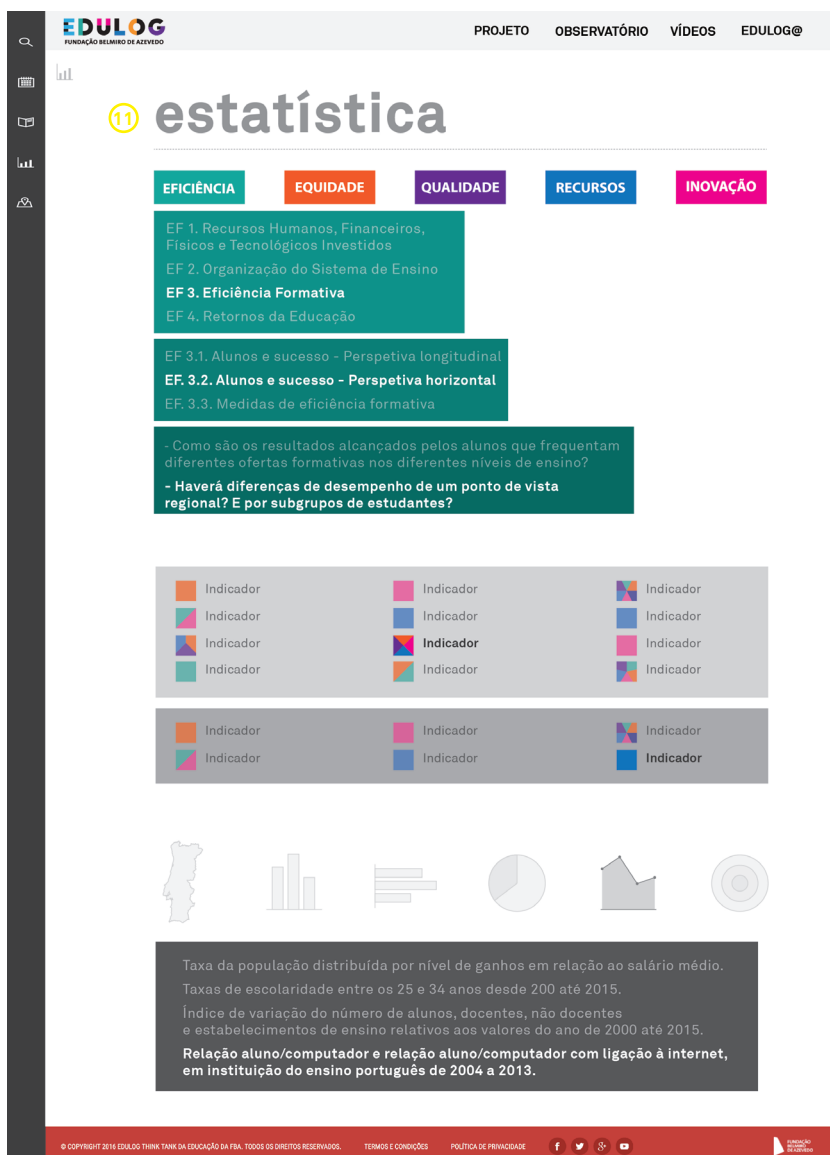 EDULOG
FUNDAÇÃO BELMIRO DE AZEVEDO
PROJETO
OBSERVATÓRIO
VÍDEOS
EDULOG@
11
estatística
EFICIÊNCIA
EQUIDADE
QUALIDADE
RECURSOS
INOVAÇÃO
EF 1. Recursos Humanos, Financeiros,
Físicos e Tecnológicos Investidos
EF 2. Organização do Sistema de Ensino
EF 3. Eficiência Formativa
EF 4. Retornos da Educação
EF 3.1. Alunos e sucesso - Perspetiva longitudinal
EF. 3.2. Alunos e sucesso - Perspetiva horizontal
EF. 3.3. Medidas de eficiência formativa
- Como são os resultados alcançados pelos alunos que frequentam
diferentes ofertas formativas nos diferentes níveis de ensino?
- Haverá diferenças de desempenho de um ponto de vista
regional? E por subgrupos de estudantes?
Indicador Indicador Indicador
Indicador Indicador Indicador
Indicador Indicador Indicador
Indicador Indicador Indicador
Indicador Indicador Indicador
Indicador Indicador Indicador
Taxa da população distribuída por nível de ganhos em relação ao salário médio.
Taxas de escolaridade entre os 25 e 34 anos desde 200 até 2015.
Índice de variação do número de alunos, docentes, não docentes
e estabelecimentos de ensino relativos aos valores do ano de 2000 até 2015.
Relação aluno/computador e relação aluno/computador com ligação à internet,
em instituição do ensino português de 2004 a 2013.
© COPYRIGHT 2016 EDULOG THINK TANK DA EDUCAÇÃO DA FBA. TODOS OS DIREITOS RESERVADOS.
TERMOS E CONDIÇÕES
POLÍTICA DE PRIVACIDADE
FUNDAÇÃO
BELMIRO
DE AZEVEDO